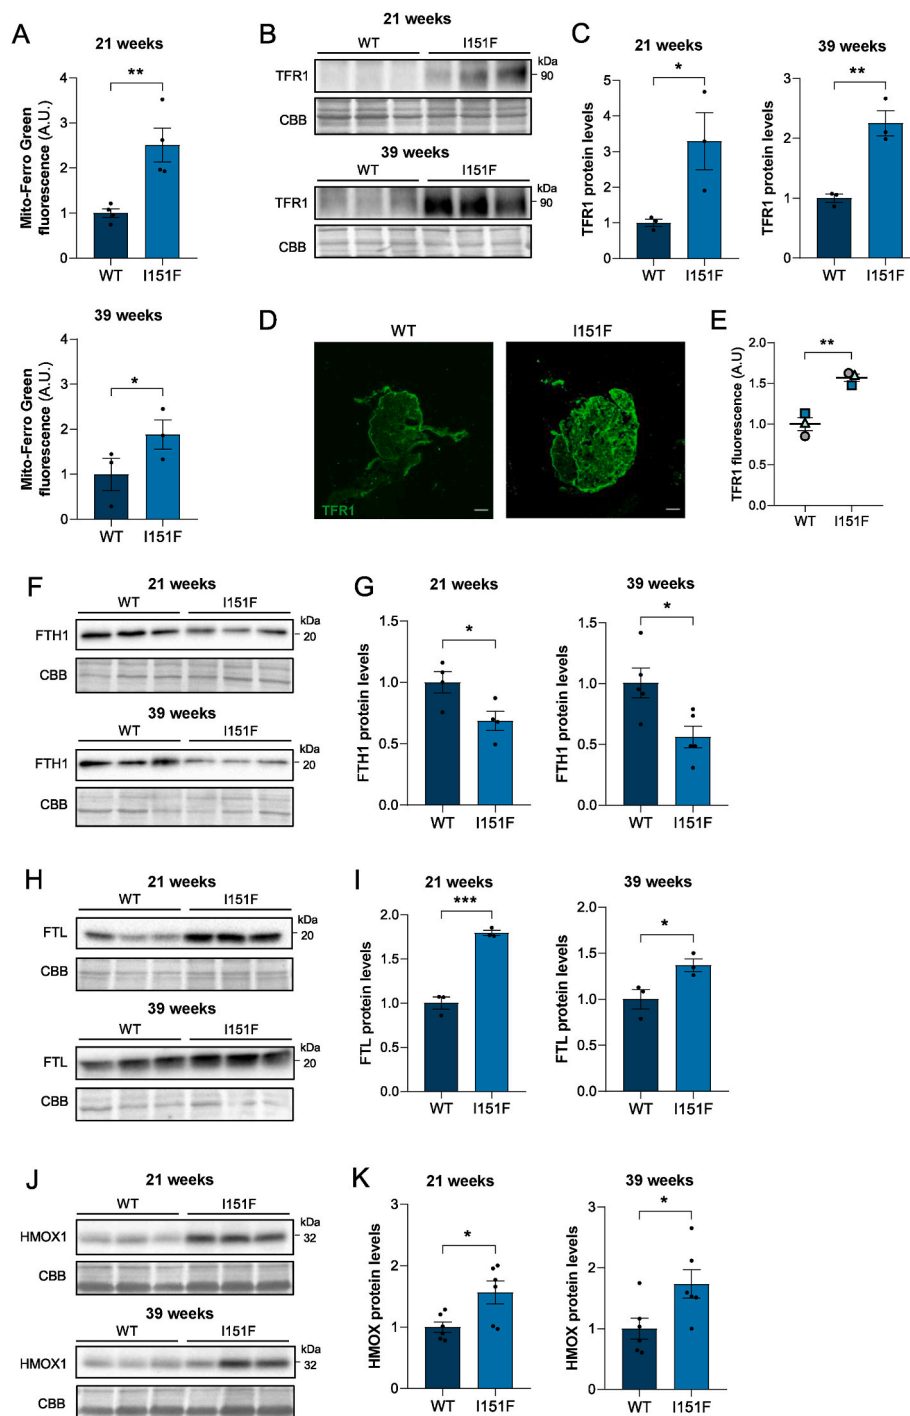 A
21 weeks
**
Mito-Ferro Green
fluorescence (A.U.)
4
3
2
1
0
WT
I151F
39 weeks
*
Mito-Ferro Green
fluorescence (A.U.)
4
3
2
1
0
WT
I151F
B
21 weeks
WT
I151F
kDa
TFR1
90
CBB
39 weeks
WT
I151F
kDa
TFR1
90
CBB
C
21 weeks
*
TFR1 protein levels
5
4
3
2
1
0
WT
I151F
39 weeks
**
TFR1 protein levels
3
2
1
0
WT
I151F
D
WT
I151F
TFR1
E
**
TFR1 fluorescence (A.U)
2.0
1.5
1.0
0.0
WT
I151F
F
21 weeks
WT
I151F
kDa
FTH1
20
CBB
39 weeks
WT
I151F
kDa
FTH1
20
CBB
G
21 weeks
*
FTH1 protein levels
1.5
1.0
0.5
0.0
WT
I151F
39 weeks
*
FTH1 protein levels
1.5
1.0
0.5
0.0
WT
I151F
H
21 weeks
WT
I151F
kDa
FTL
20
CBB
39 weeks
WT
I151F
kDa
FTL
20
CBB
I
21 weeks
***
FTL protein levels
2.0
1.5
1.0
0.5
0.0
WT
I151F
39 weeks
*
FTL protein levels
2.0
1.5
1.0
0.5
0.0
WT
I151F
J
21 weeks
WT
I151F
kDa
HMOX1
32
CBB
39 weeks
WT
I151F
kDa
HMOX1
32
CBB
K
21 weeks
*
HMOX protein levels
3
2
1
0
WT
I151F
39 weeks
*
HMOX protein levels
3
2
1
0
WT
I151F